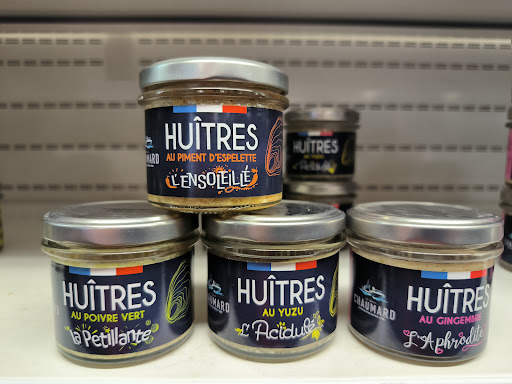 HUÎTRES
AU PIMENT D'ESPELETTE
L'ENSOLEILLÉ
HUÎTRES
HUÎTRES
AU POIVRE VERT
la Pétillante
CHAUMARD
HUÎTRES
AU YUZU
L'Acidulé
CHAUMARD
HUÎTRES
AU GINGEMBRE
L'Aphrodite